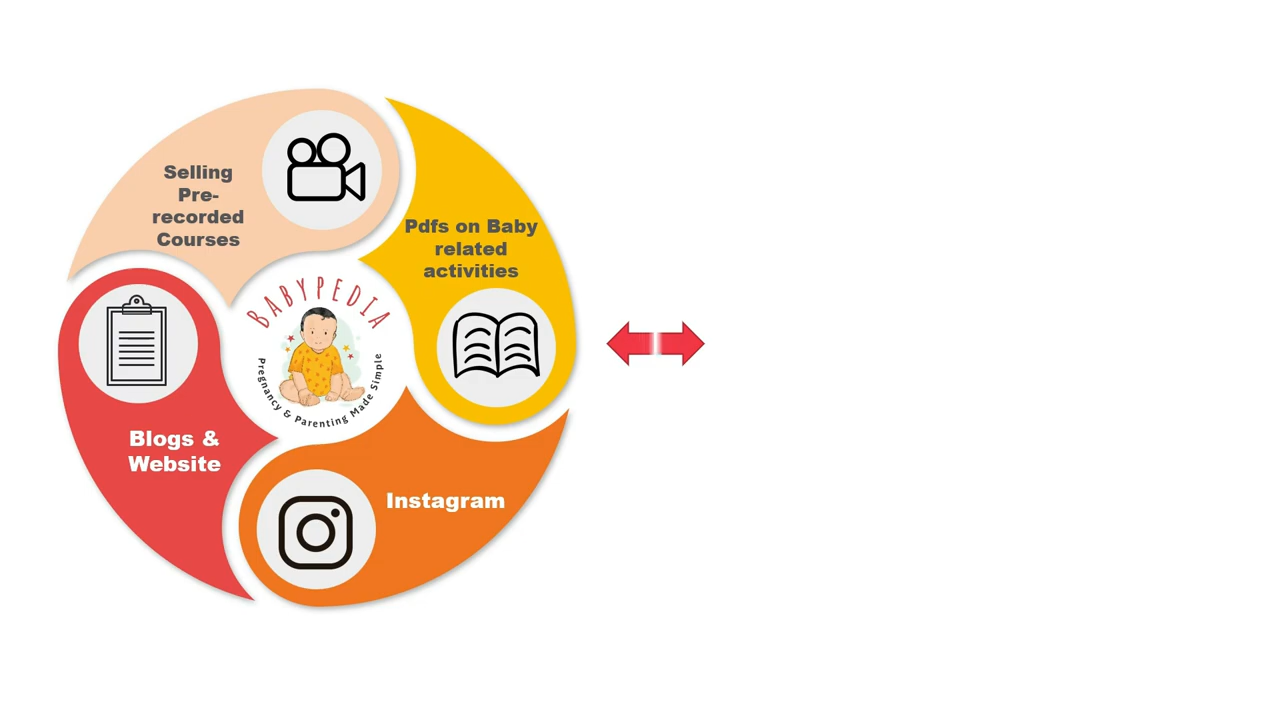 Selling
Pre-
recorded
Courses
Pdfs on Baby
related
activities
BABYPEDIA
Pregnancy & Parenting Made Simple
Blogs &
Website
Instagram